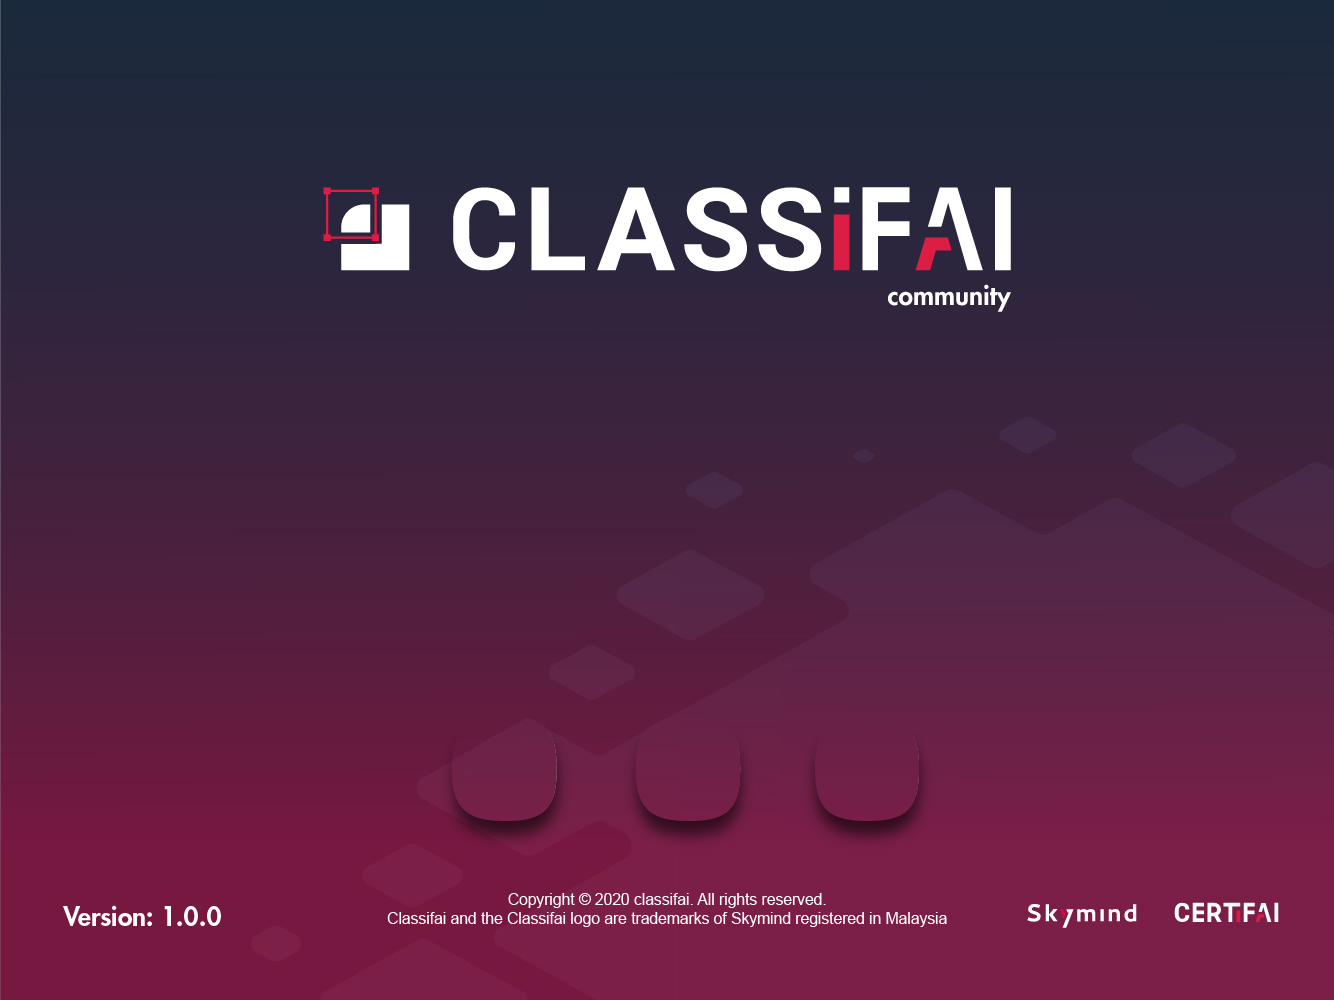 CLASSiFAI
community
Version: 1.0.0
Copyright © 2020 classifai. All rights reserved.
Classifai and the Classifai logo are trademarks of Skymind registered in Malaysia
Skymind
CERTiFAI